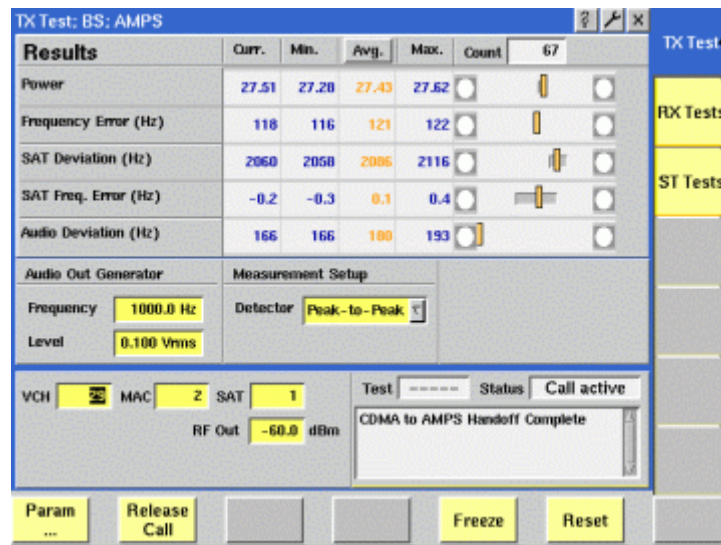 TX Test: BS: AMPS ? x
TX Test
Results Curr. Min. Avg. Max. Count 67
Power 27.51 27.28 27.43 27.62
Frequency Error (Hz) 118 116 121 122
SAT Deviation (Hz) 2060 2058 2086 2116
SAT Freq. Error (Hz) -0.2 -0.3 0.1 0.4
Audio Deviation (Hz) 166 166 180 193
RX Tests
ST Tests
Audio Out Generator Measurement Setup
Frequency 1000.0 Hz Detector Peak-to-Peak
Level 0.100 Vrms
VCH 29 MAC 2 SAT 1 Test ----- Status Call active
RF Out -60.0 dBm CDMA to AMPS Handoff Complete
Param ...
Release Call
Freeze
Reset